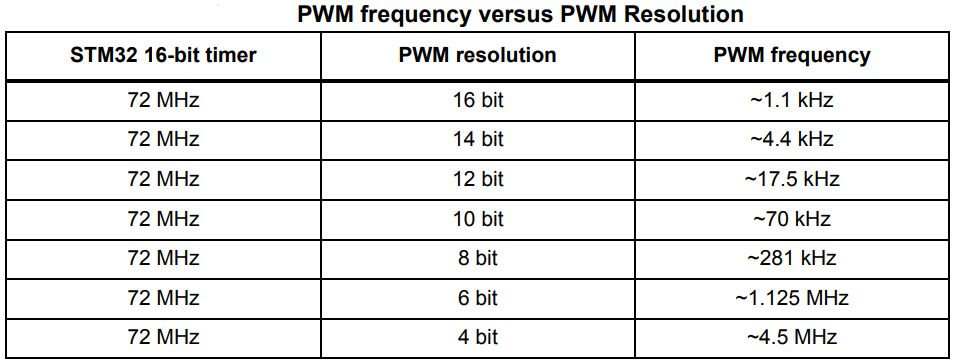 PWM frequency versus PWM Resolution
STM32 16-bit timer PWM resolution PWM frequency
72 MHz 16 bit ~1.1 kHz
72 MHz 14 bit ~4.4 kHz
72 MHz 12 bit ~17.5 kHz
72 MHz 10 bit ~70 kHz
72 MHz 8 bit ~281 kHz
72 MHz 6 bit ~1.125 MHz
72 MHz 4 bit ~4.5 MHz